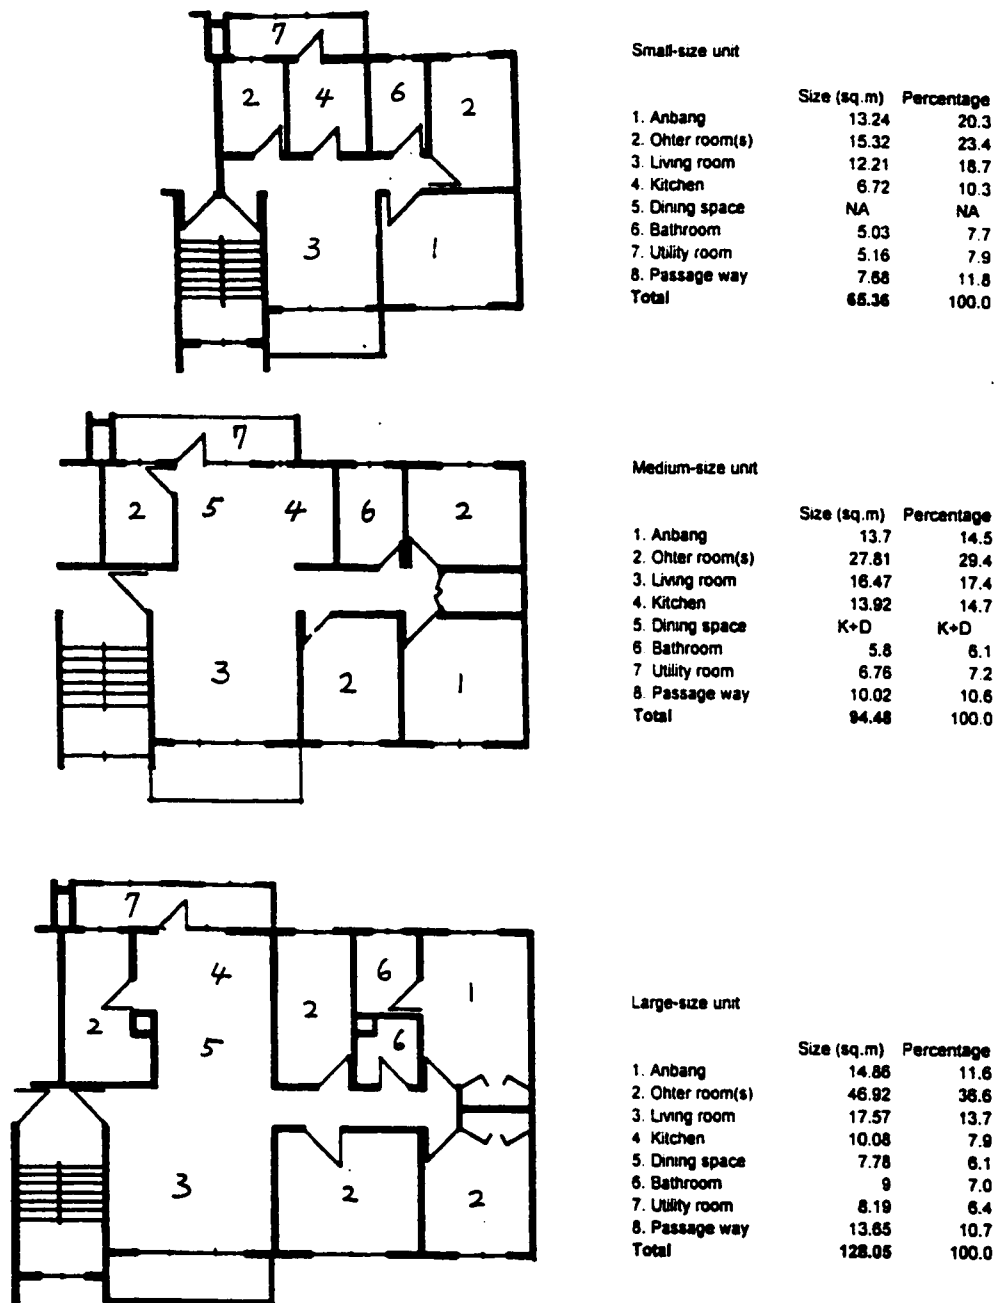 7
2 4 6 2
3 1
Small-size unit
Size (sq.m) Percentage
1. Anbang 13.24 20.3
2. Ohter room(s) 15.32 23.4
3. Living room 12.21 18.7
4. Kitchen 6.72 10.3
5. Dining space NA NA
6. Bathroom 5.03 7.7
7. Utility room 5.16 7.9
8. Passage way 7.68 11.8
Total 65.36 100.0
7
2 5 4 6 2
3 2 1
Medium-size unit
Size (sq.m) Percentage
1. Anbang 13.7 14.5
2. Ohter room(s) 27.81 29.4
3. Living room 16.47 17.4
4. Kitchen 13.92 14.7
5. Dining space K+D K+D
6. Bathroom 5.8 6.1
7 Utility room 6.76 7.2
8. Passage way 10.02 10.6
Total 94.48 100.0
7
4 6 1
2 5 2 6
3 2 2
Large-size unit
Size (sq.m) Percentage
1. Anbang 14.86 11.6
2. Ohter room(s) 46.92 36.6
3. Living room 17.57 13.7
4 Kitchen 10.08 7.9
5. Dining space 7.78 6.1
6. Bathroom 9 7.0
7. Utility room 8.19 6.4
8. Passage way 13.65 10.7
Total 128.05 100.0